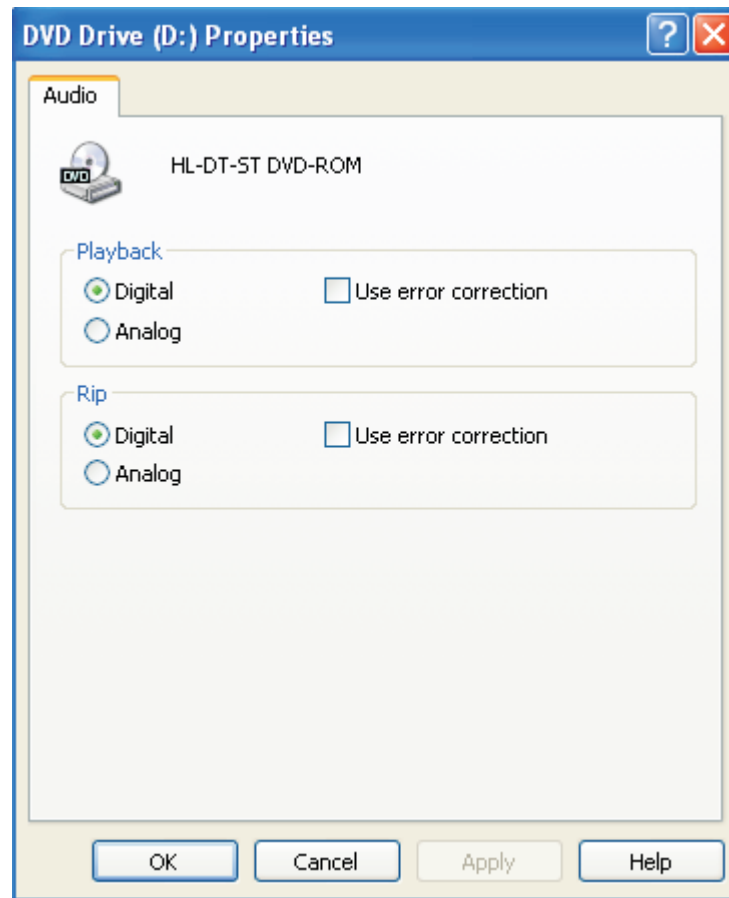 DVD Drive (D:) Properties
Audio
DVD
HL-DT-ST DVD-ROM
Playback
Digital Use error correction
Analog
Rip
Digital Use error correction
Analog
OK Cancel Apply Help